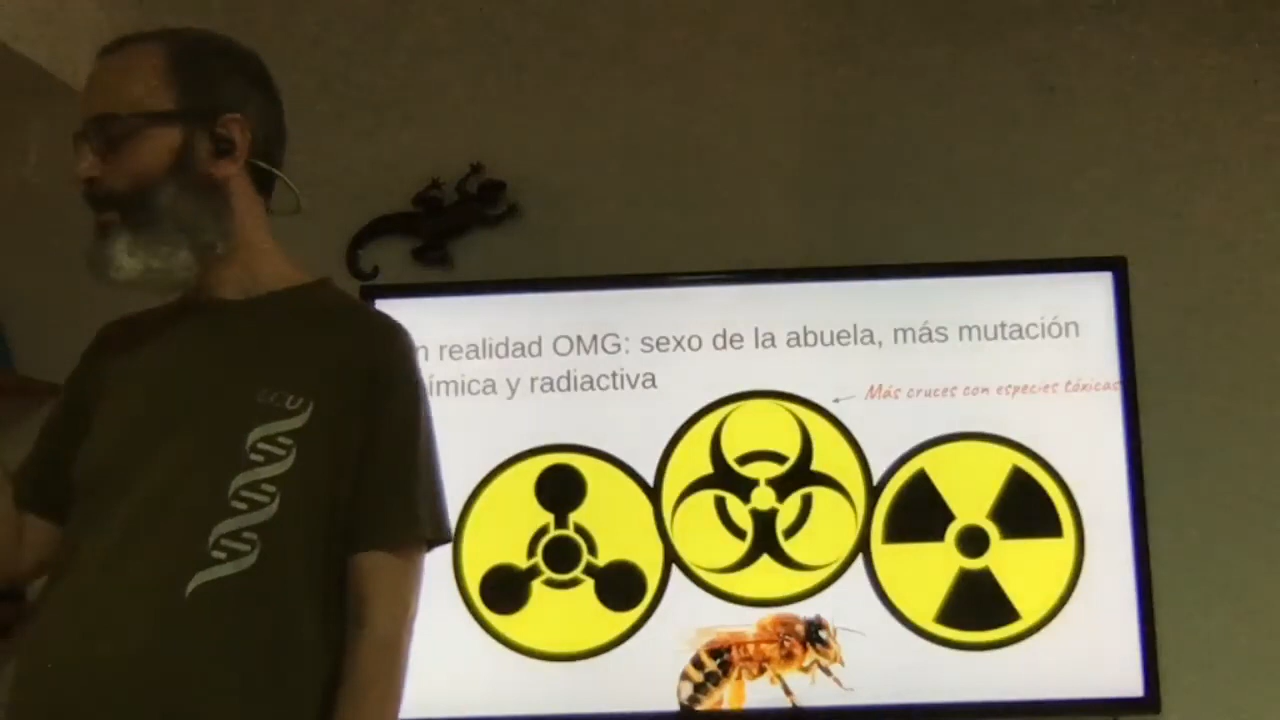 n realidad OMG: sexo de la abuela, más mutación
ímica y radiactiva
Más cruces con especies tóxicas